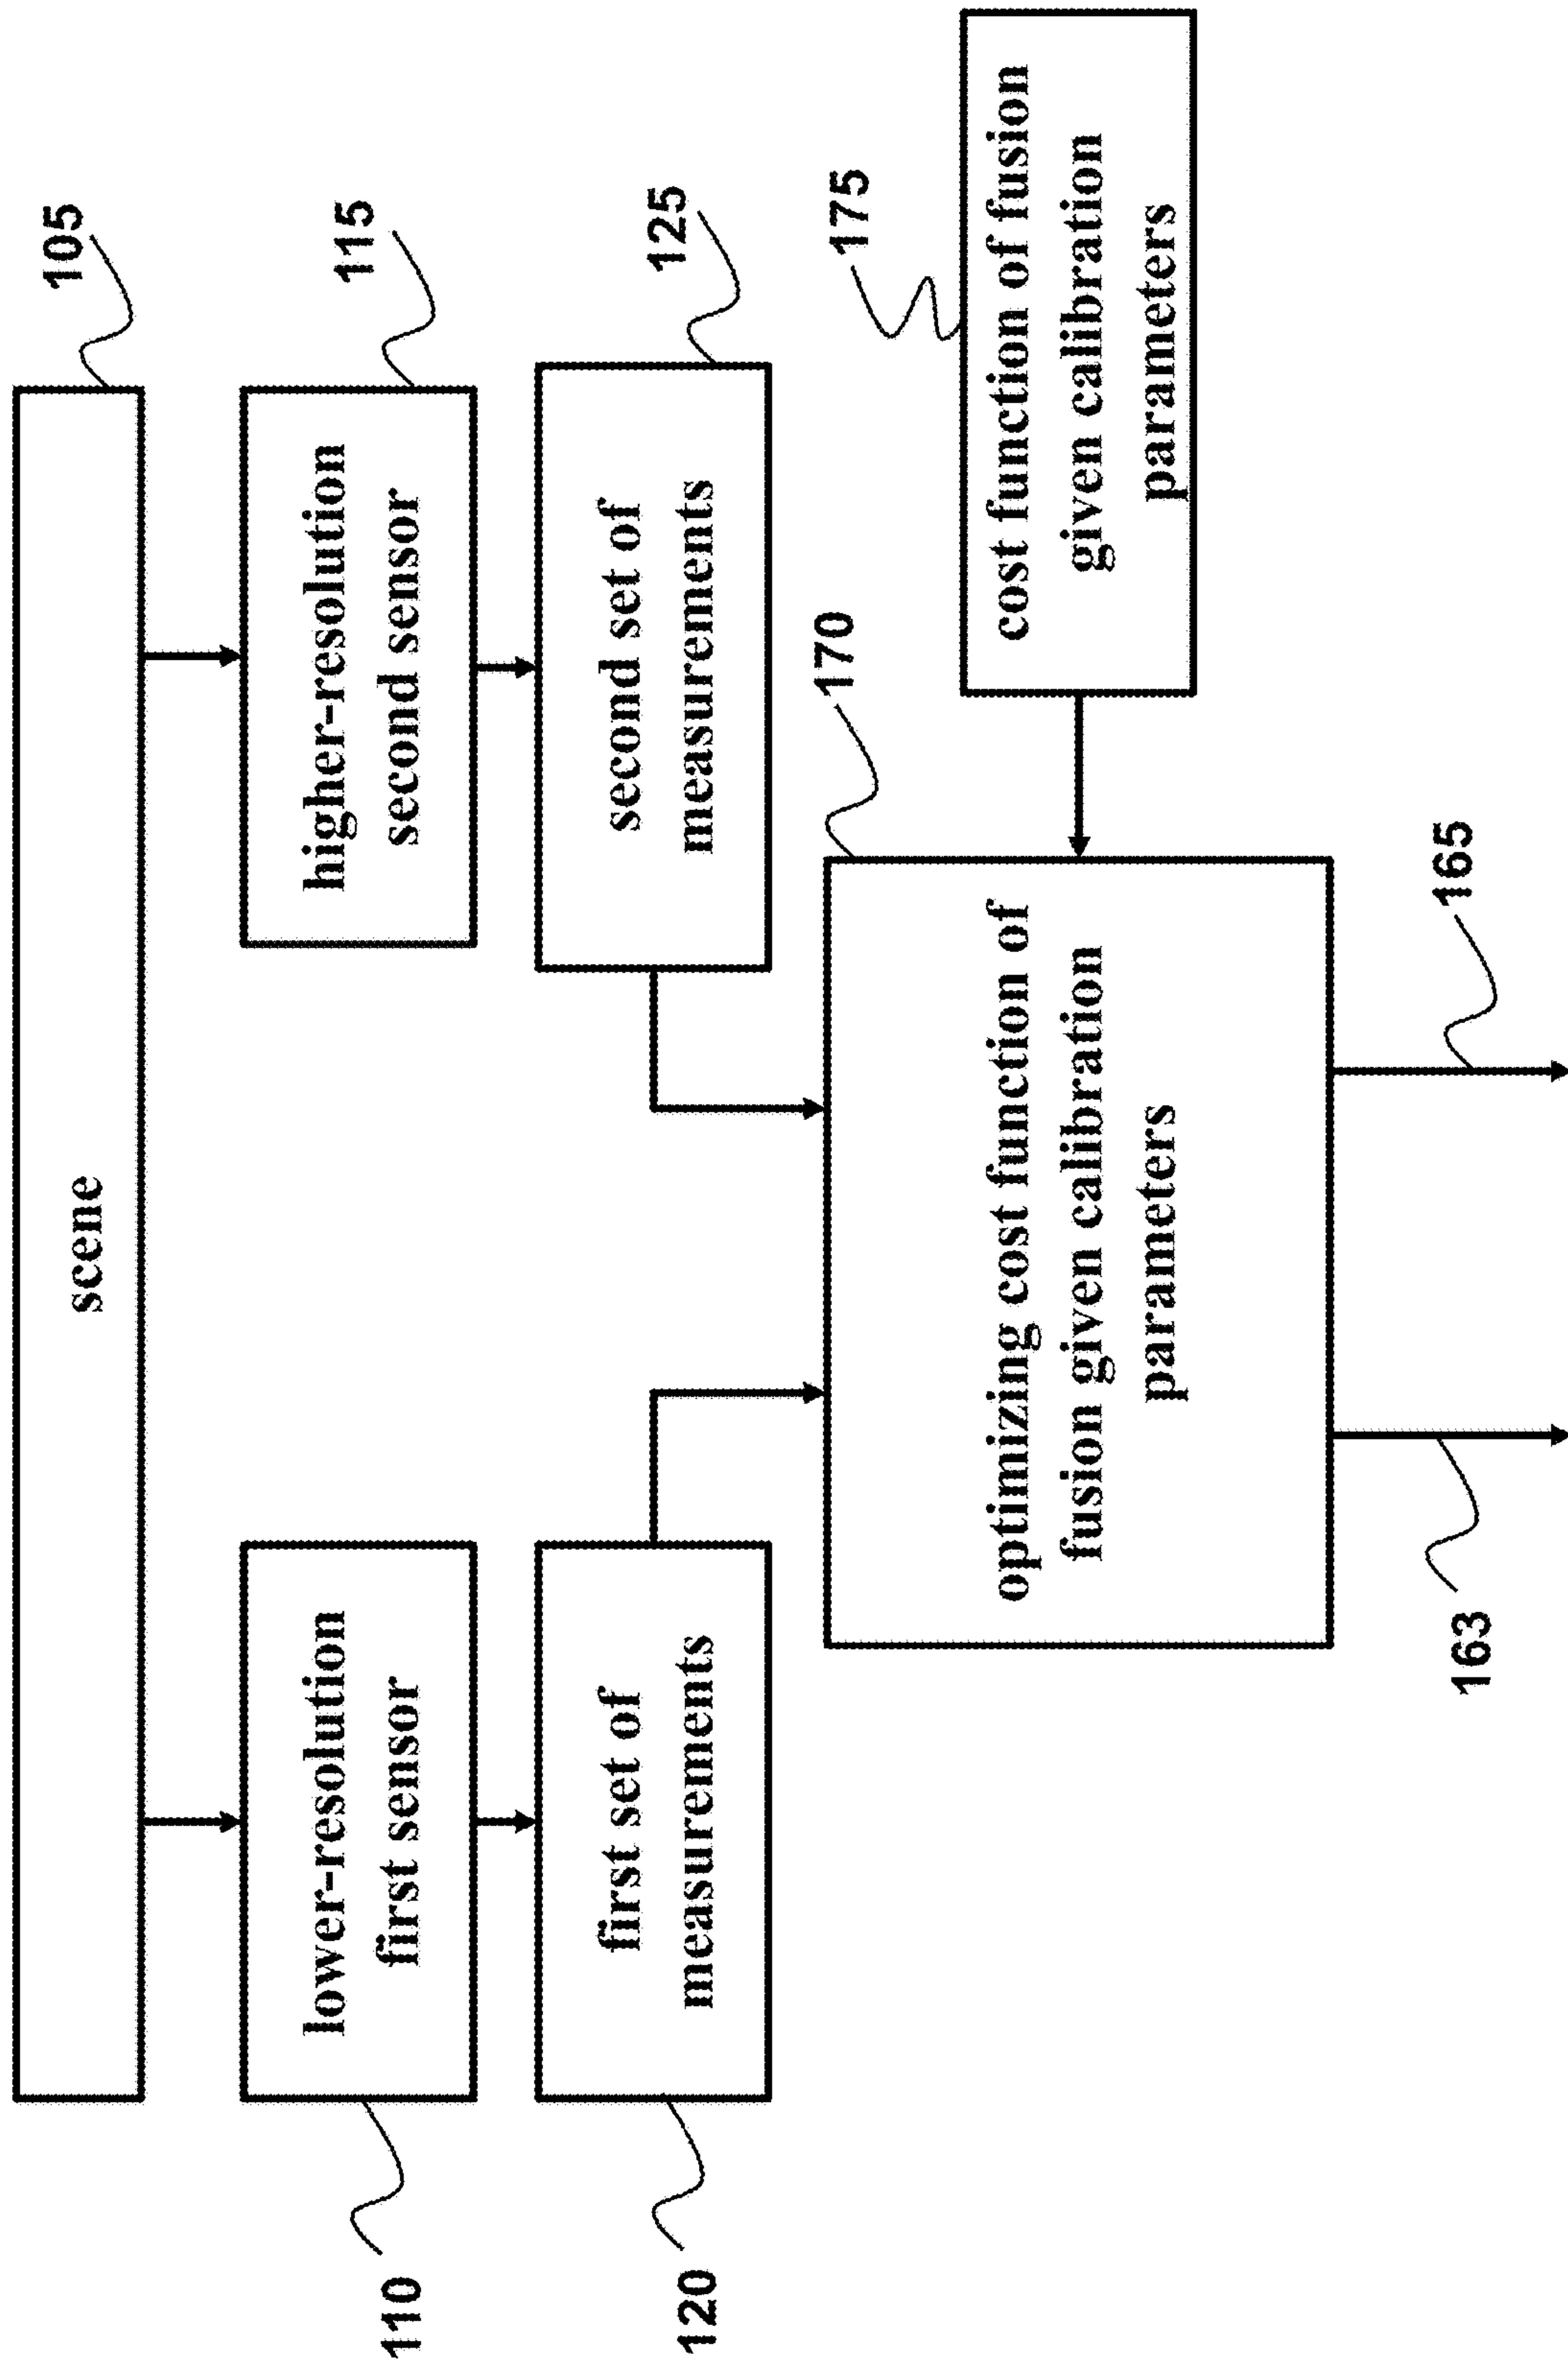 scene
105
lower-resolution
first sensor
110
higher-resolution
second sensor
115
first set of
measurements
120
second set of
measurements
125
optimizing cost function of
fusion given calibration
parameters
170
cost function of fusion
given calibration
parameters
175
163
165